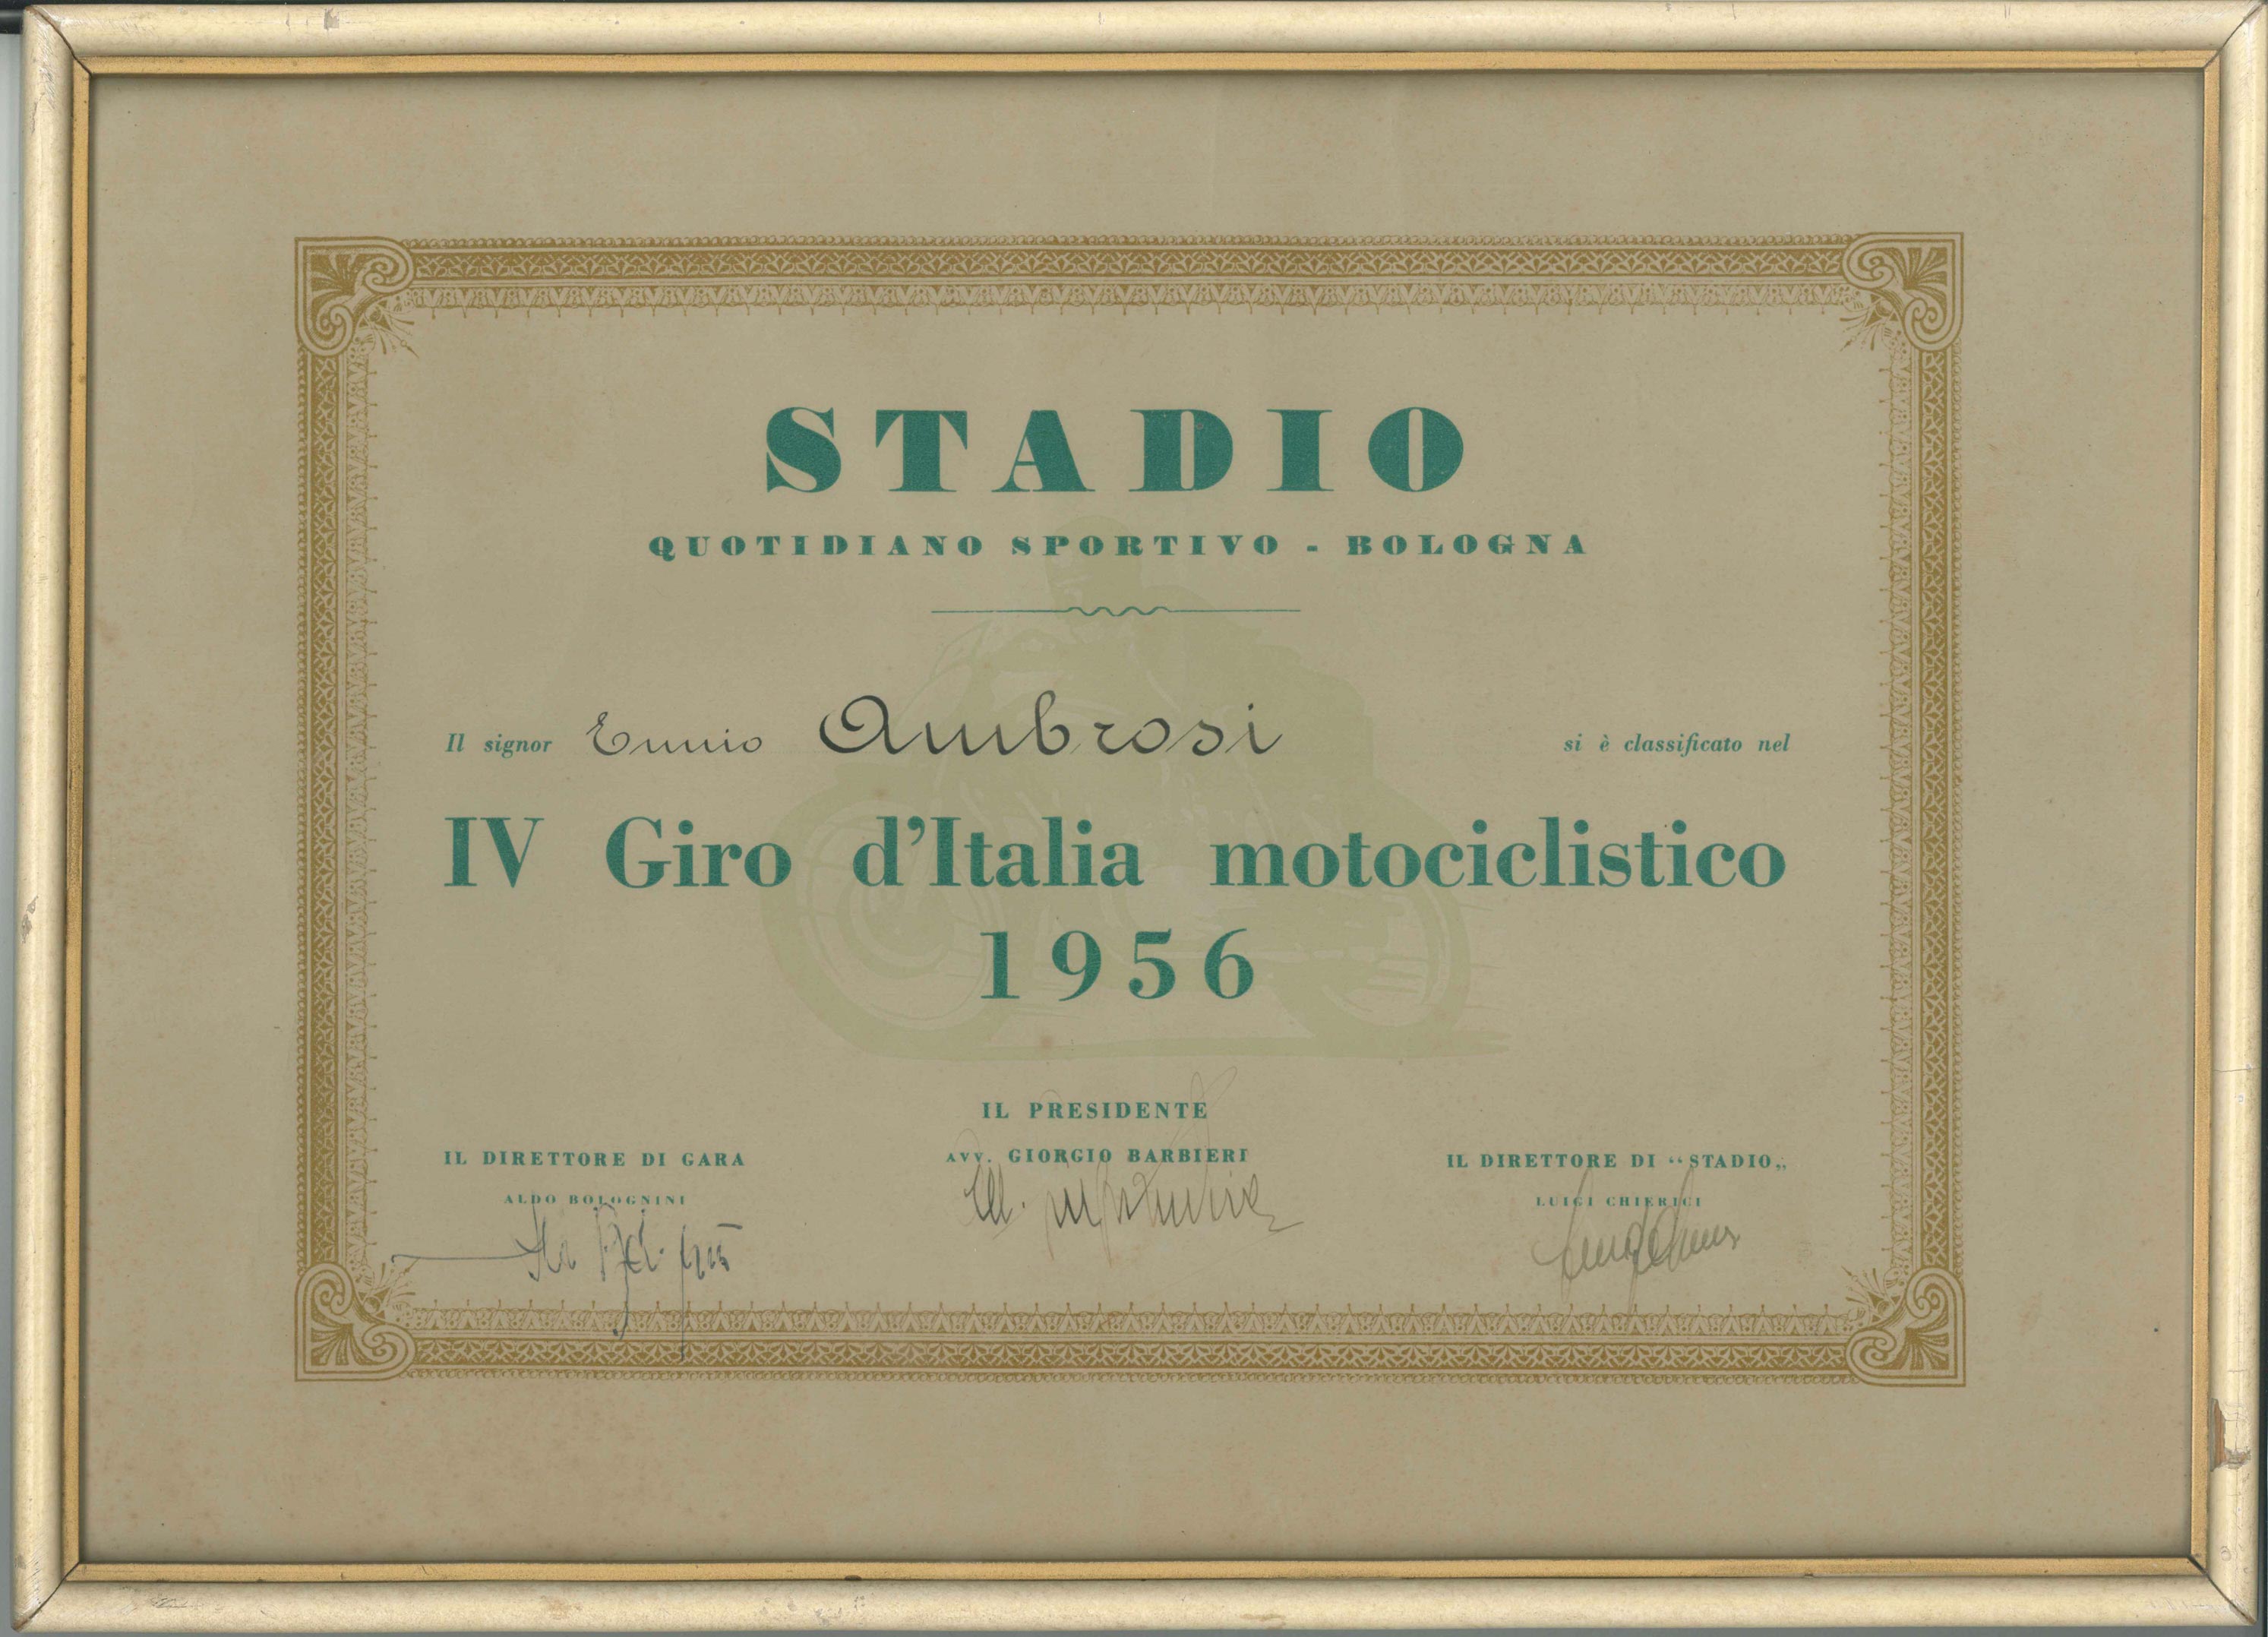 STADIO
QUOTIDIANO SPORTIVO - BOLOGNA
Il signor Ennio Ambrosi si è classificato nel
IV Giro d'Italia motociclistico
1956
IL PRESIDENTE
AVV. GIORGIO BARBIERI
IL DIRETTORE DI GARA
ALDO BOLOGNINI
IL DIRETTORE DI “STADIO„
LUIGI CHIERICI